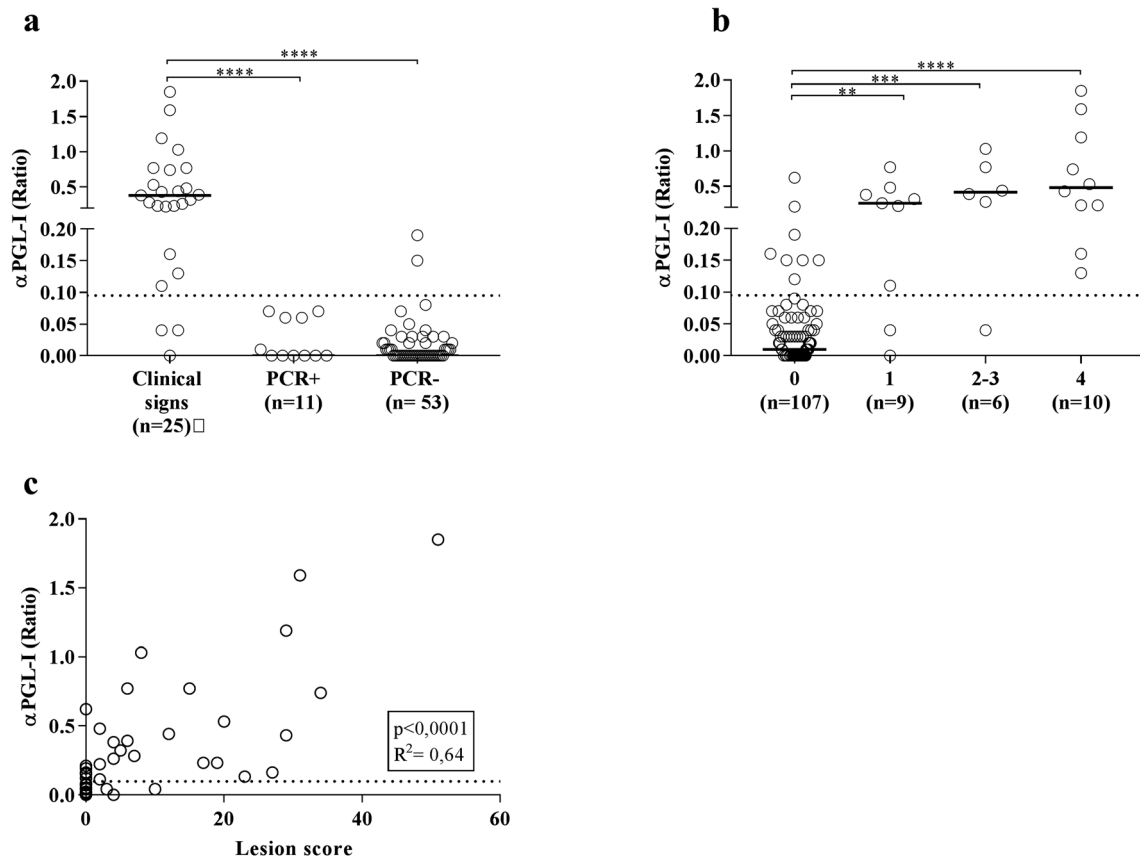 a
****
****
2.0
1.5
1.0
0.5
0.20
0.15
0.10
0.05
0.00
αPGL-I (Ratio)
Clinical
signs
(n=25)□
PCR+
(n=11)
PCR-
(n= 53)
b
****
***
**
2.0
1.5
1.0
0.5
0.20
0.15
0.10
0.05
0.00
αPGL-I (Ratio)
0
(n=107)
1
(n=9)
2-3
(n=6)
4
(n=10)
c
2.0
1.5
1.0
0.5
0.0
αPGL-I (Ratio)
p<0,0001
R²= 0,64
0
20
40
60
Lesion score